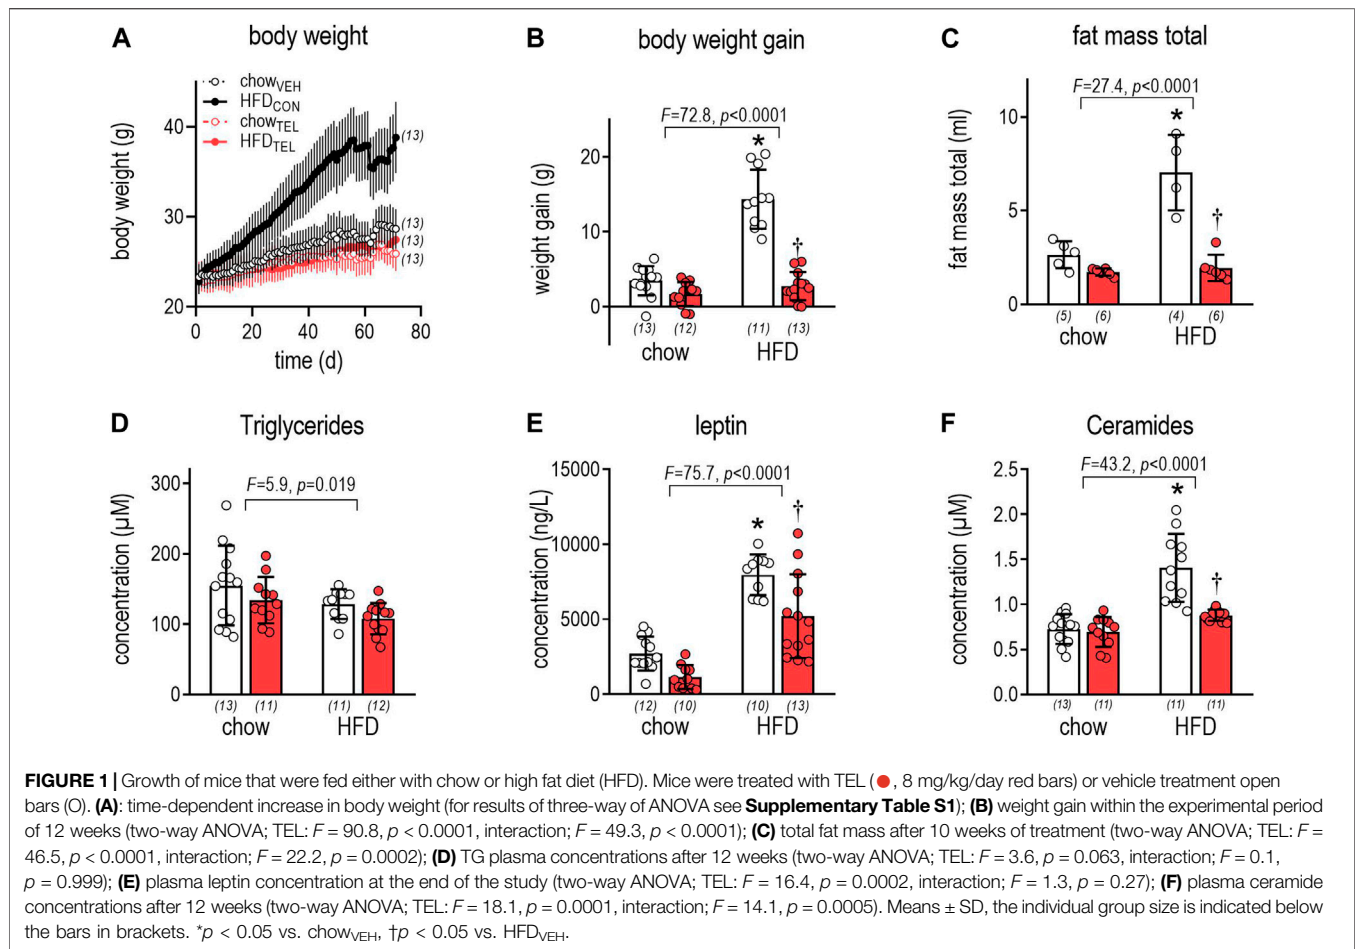 A
body weight
body weight (g)
40
30
20
0
20
40
60
80
time (d)
chowVEH
HFDCON
chowTEL
HFDTEL
(13)
(13)
(13)
(13)
B
body weight gain
F=72.8, p<0.0001
weight gain (g)
20
10
0
*
†
(13) (12) (11) (13)
chow HFD
C
fat mass total
F=27.4, p<0.0001
fat mass total (ml)
10
5
0
*
†
(5) (6) (4) (6)
chow HFD
D
Triglycerides
F=5.9, p=0.019
concentration (µM)
300
200
100
0
(13) (11) (11) (12)
chow HFD
E
leptin
F=75.7, p<0.0001
concentration (ng/L)
15000
10000
5000
0
*
†
(12) (10) (10) (13)
chow HFD
F
Ceramides
F=43.2, p<0.0001
concentration (µM)
2.5
2.0
1.5
1.0
0.5
0.0
*
†
(13) (11) (11) (11)
chow HFD
FIGURE 1 | Growth of mice that were fed either with chow or high fat diet (HFD). Mice were treated with TEL (●, 8 mg/kg/day red bars) or vehicle treatment open
bars (O). (A): time-dependent increase in body weight (for results of three-way of ANOVA see Supplementary Table S1); (B) weight gain within the experimental period
of 12 weeks (two-way ANOVA; TEL: F = 90.8, p < 0.0001, interaction; F = 49.3, p < 0.0001); (C) total fat mass after 10 weeks of treatment (two-way ANOVA; TEL: F =
46.5, p < 0.0001, interaction; F = 22.2, p = 0.0002); (D) TG plasma concentrations after 12 weeks (two-way ANOVA; TEL: F = 3.6, p = 0.063, interaction; F = 0.1,
p = 0.999); (E) plasma leptin concentration at the end of the study (two-way ANOVA; TEL: F = 16.4, p = 0.0002, interaction; F = 1.3, p = 0.27); (F) plasma ceramide
concentrations after 12 weeks (two-way ANOVA; TEL: F = 18.1, p = 0.0001, interaction; F = 14.1, p = 0.0005). Means ± SD, the individual group size is indicated below
the bars in brackets. *p < 0.05 vs. chowVEH, †p < 0.05 vs. HFDVEH.